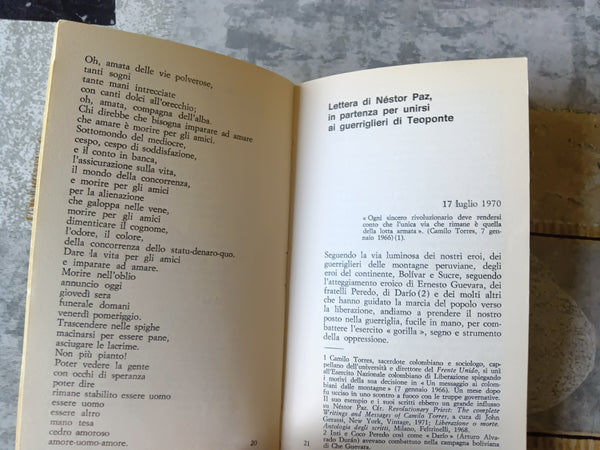 Oh, amata delle vie polverose,
tanti sogni
tante mani intrecciate
con canti dolci all'orecchio;
oh, amata, compagna dell'alba.
Chi direbbe che bisogna imparare ad amare
che amare è morire per gli amici.
Sottomondo del mediocre,
cespo, cespo di soddisfazione,
e il conto in banca,
l'assicurazione sulla vita,
il mondo della concorrenza,
e morire per gli amici
per la alienazione
che galoppa nelle vene,
morire per gli amici
dimenticare il cognome,
l'odore, il colore,
della concorrenza dello statu-denaro-quo.
Dare la vita per gli amici
e imparare ad amare.
Morire nell'oblio
annuncio oggi
giovedì sera
funerale domani
venerdì pomeriggio.
Trascendere nelle spighe
macinarsi per essere pane,
asciugare le lacrime.
Non più pianto!
Poter vedere la gente
con occhi di speranza
poter dire
rimane stabilito essere uomo
essere uomo
essere altro
mano tesa
cedro amoroso
amore-uomo-amore.
20
Lettera di Néstor Paz,
in partenza per unirsi
ai guerriglieri di Teoponte
17 luglio 1970
« Ogni sincero rivoluzionario deve rendersi
conto che l'unica via che rimane è quella
della lotta armata ». (Camilo Torres, 7 gen-
naio 1966) (1).
Seguendo la via luminosa dei nostri eroi, dei
guerriglieri delle montagne peruviane, degli
eroi del continente, Bolívar e Sucre, seguendo
l'atteggiamento eroico di Ernesto Guevara, dei
fratelli Peredo, di Darío (2) e dei molti altri
che hanno guidato la marcia del popolo verso
la liberazione, andiamo a prendere il nostro
posto nella guerriglia, fucile in mano, per com-
battere l'esercito « gorilla », segno e strumento
della oppressione.
1 Camilo Torres, sacerdote colombiano e sociologo, cap-
pellano dell'università e direttore del Frente Unido, si unì
all'Esercito Nazionale colombiano di Liberazione spiegando
i motivi della sua decisione in « Un messaggio ai colom-
biani dalle montagne » (7 gennaio 1966). Due mesi dopo
fu ucciso in uno scontro a fuoco con le truppe governative.
Il suo esempio e i suoi scritti ebbero un grande influsso
su Néstor Paz. Cfr. Revolutionary Priest: The complete
Writings and Messages of Camilo Torres, a cura di John
Gerassi, New York, Vintage, 1971; Liberazione o morte.
Antologia degli scritti, Milano, Feltrinelli, 1968.
2 Inti e Coco Peredo così come « Darío » (Arturo Alva-
rado Durán) avevano combattuto nella campagna boliviana
di Che Guevara.
21